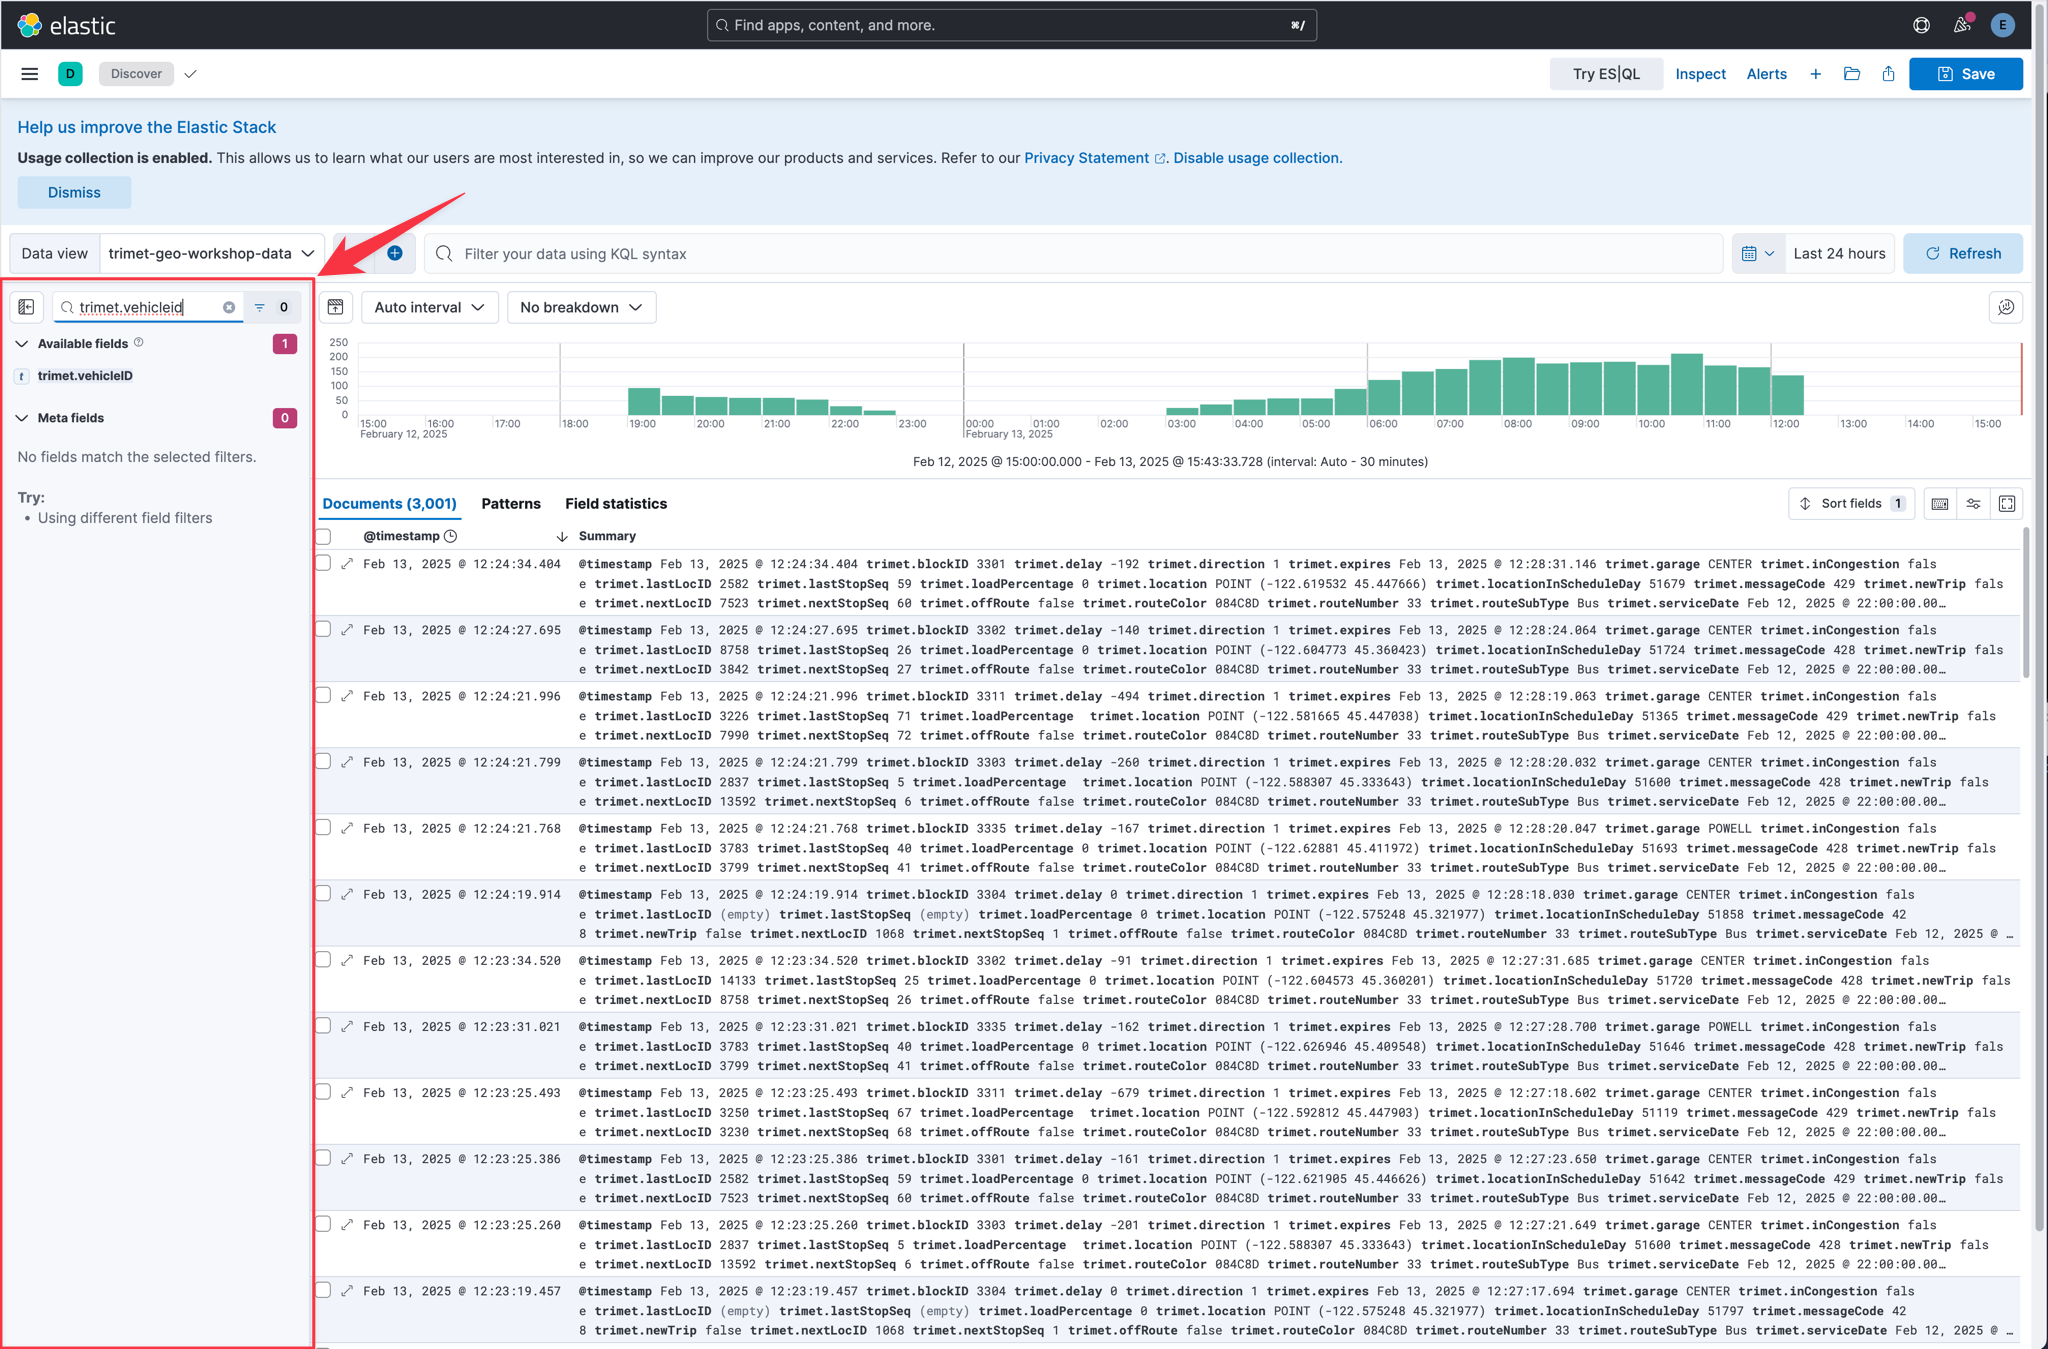 elastic
Find apps, content, and more.
⌘/
E
D
Discover
Try ES|QL
Inspect
Alerts
Save
Help us improve the Elastic Stack
Usage collection is enabled. This allows us to learn what our users are most interested in, so we can improve our products and services. Refer to our Privacy Statement. Disable usage collection.
Dismiss
Data view
trimet-geo-workshop-data
Filter your data using KQL syntax
Last 24 hours
Refresh
trimet.vehicleid
0
Auto interval
No breakdown
Available fields
1
t
trimet.vehicleID
Meta fields
0
No fields match the selected filters.
Try:
• Using different field filters
250
200
150
100
50
0
15:00 16:00 17:00 18:00 19:00 20:00 21:00 22:00 23:00 00:00 01:00 02:00 03:00 04:00 05:00 06:00 07:00 08:00 09:00 10:00 11:00 12:00 13:00 14:00 15:00
February 12, 2025 February 13, 2025
Feb 12, 2025 @ 15:00:00.000 - Feb 13, 2025 @ 15:43:33.728 (interval: Auto - 30 minutes)
Documents (3,001)
Patterns
Field statistics
Sort fields 1
@timestamp
Summary
Feb 13, 2025 @ 12:24:34.404 @timestamp Feb 13, 2025 @ 12:24:34.404 trimet.blockID 3301 trimet.delay -192 trimet.direction 1 trimet.expires Feb 13, 2025 @ 12:28:31.146 trimet.garage CENTER trimet.inCongestion fals
e trimet.lastLocID 2582 trimet.lastStopSeq 59 trimet.loadPercentage 0 trimet.location POINT (-122.619532 45.447666) trimet.locationInScheduleDay 51679 trimet.messageCode 429 trimet.newTrip fals
e trimet.nextLocID 7523 trimet.nextStopSeq 60 trimet.offRoute false trimet.routeColor 084C8D trimet.routeNumber 33 trimet.routeSubType Bus trimet.serviceDate Feb 12, 2025 @ 22:00:00.00…
Feb 13, 2025 @ 12:24:27.695 @timestamp Feb 13, 2025 @ 12:24:27.695 trimet.blockID 3302 trimet.delay -140 trimet.direction 1 trimet.expires Feb 13, 2025 @ 12:28:24.064 trimet.garage CENTER trimet.inCongestion fals
e trimet.lastLocID 8758 trimet.lastStopSeq 26 trimet.loadPercentage 0 trimet.location POINT (-122.604773 45.360423) trimet.locationInScheduleDay 51724 trimet.messageCode 428 trimet.newTrip fals
e trimet.nextLocID 3842 trimet.nextStopSeq 27 trimet.offRoute false trimet.routeColor 084C8D trimet.routeNumber 33 trimet.routeSubType Bus trimet.serviceDate Feb 12, 2025 @ 22:00:00.00…
Feb 13, 2025 @ 12:24:21.996 @timestamp Feb 13, 2025 @ 12:24:21.996 trimet.blockID 3311 trimet.delay -494 trimet.direction 1 trimet.expires Feb 13, 2025 @ 12:28:19.063 trimet.garage CENTER trimet.inCongestion fals
e trimet.lastLocID 3226 trimet.lastStopSeq 71 trimet.loadPercentage trimet.location POINT (-122.581665 45.447038) trimet.locationInScheduleDay 51365 trimet.messageCode 429 trimet.newTrip fals
e trimet.nextLocID 7990 trimet.nextStopSeq 72 trimet.offRoute false trimet.routeColor 084C8D trimet.routeNumber 33 trimet.routeSubType Bus trimet.serviceDate Feb 12, 2025 @ 22:00:00.00…
Feb 13, 2025 @ 12:24:21.799 @timestamp Feb 13, 2025 @ 12:24:21.799 trimet.blockID 3303 trimet.delay -260 trimet.direction 1 trimet.expires Feb 13, 2025 @ 12:28:20.032 trimet.garage CENTER trimet.inCongestion fals
e trimet.lastLocID 2837 trimet.lastStopSeq 5 trimet.loadPercentage trimet.location POINT (-122.588307 45.333643) trimet.locationInScheduleDay 51600 trimet.messageCode 428 trimet.newTrip fals
e trimet.nextLocID 13592 trimet.nextStopSeq 6 trimet.offRoute false trimet.routeColor 084C8D trimet.routeNumber 33 trimet.routeSubType Bus trimet.serviceDate Feb 12, 2025 @ 22:00:00.00…
Feb 13, 2025 @ 12:24:21.768 @timestamp Feb 13, 2025 @ 12:24:21.768 trimet.blockID 3335 trimet.delay -167 trimet.direction 1 trimet.expires Feb 13, 2025 @ 12:28:20.047 trimet.garage POWELL trimet.inCongestion fals
e trimet.lastLocID 3783 trimet.lastStopSeq 40 trimet.loadPercentage 0 trimet.location POINT (-122.62881 45.411972) trimet.locationInScheduleDay 51693 trimet.messageCode 428 trimet.newTrip fals
e trimet.nextLocID 3799 trimet.nextStopSeq 41 trimet.offRoute false trimet.routeColor 084C8D trimet.routeNumber 33 trimet.routeSubType Bus trimet.serviceDate Feb 12, 2025 @ 22:00:00.00…
Feb 13, 2025 @ 12:24:19.914 @timestamp Feb 13, 2025 @ 12:24:19.914 trimet.blockID 3304 trimet.delay 0 trimet.direction 1 trimet.expires Feb 13, 2025 @ 12:28:18.030 trimet.garage CENTER trimet.inCongestion fals
e trimet.lastLocID (empty) trimet.lastStopSeq (empty) trimet.loadPercentage 0 trimet.location POINT (-122.575248 45.321977) trimet.locationInScheduleDay 51858 trimet.messageCode 42
8 trimet.newTrip false trimet.nextLocID 1068 trimet.nextStopSeq 1 trimet.offRoute false trimet.routeColor 084C8D trimet.routeNumber 33 trimet.routeSubType Bus trimet.serviceDate Feb 12, 2025 @ …
Feb 13, 2025 @ 12:23:34.520 @timestamp Feb 13, 2025 @ 12:23:34.520 trimet.blockID 3302 trimet.delay -91 trimet.direction 1 trimet.expires Feb 13, 2025 @ 12:27:31.685 trimet.garage CENTER trimet.inCongestion fals
e trimet.lastLocID 14133 trimet.lastStopSeq 25 trimet.loadPercentage 0 trimet.location POINT (-122.604573 45.360201) trimet.locationInScheduleDay 51720 trimet.messageCode 428 trimet.newTrip fals
e trimet.nextLocID 8758 trimet.nextStopSeq 26 trimet.offRoute false trimet.routeColor 084C8D trimet.routeNumber 33 trimet.routeSubType Bus trimet.serviceDate Feb 12, 2025 @ 22:00:00.00…
Feb 13, 2025 @ 12:23:31.021 @timestamp Feb 13, 2025 @ 12:23:31.021 trimet.blockID 3335 trimet.delay -162 trimet.direction 1 trimet.expires Feb 13, 2025 @ 12:27:28.700 trimet.garage POWELL trimet.inCongestion fals
e trimet.lastLocID 3783 trimet.lastStopSeq 40 trimet.loadPercentage 0 trimet.location POINT (-122.626946 45.409548) trimet.locationInScheduleDay 51646 trimet.messageCode 428 trimet.newTrip fals
e trimet.nextLocID 3799 trimet.nextStopSeq 41 trimet.offRoute false trimet.routeColor 084C8D trimet.routeNumber 33 trimet.routeSubType Bus trimet.serviceDate Feb 12, 2025 @ 22:00:00.00…
Feb 13, 2025 @ 12:23:25.493 @timestamp Feb 13, 2025 @ 12:23:25.493 trimet.blockID 3311 trimet.delay -679 trimet.direction 1 trimet.expires Feb 13, 2025 @ 12:27:18.602 trimet.garage CENTER trimet.inCongestion fals
e trimet.lastLocID 3250 trimet.lastStopSeq 67 trimet.loadPercentage trimet.location POINT (-122.592812 45.447903) trimet.locationInScheduleDay 51119 trimet.messageCode 429 trimet.newTrip fals
e trimet.nextLocID 3230 trimet.nextStopSeq 68 trimet.offRoute false trimet.routeColor 084C8D trimet.routeNumber 33 trimet.routeSubType Bus trimet.serviceDate Feb 12, 2025 @ 22:00:00.00…
Feb 13, 2025 @ 12:23:25.386 @timestamp Feb 13, 2025 @ 12:23:25.386 trimet.blockID 3301 trimet.delay -161 trimet.direction 1 trimet.expires Feb 13, 2025 @ 12:27:23.650 trimet.garage CENTER trimet.inCongestion fals
e trimet.lastLocID 2582 trimet.lastStopSeq 59 trimet.loadPercentage 0 trimet.location POINT (-122.621905 45.446626) trimet.locationInScheduleDay 51642 trimet.messageCode 429 trimet.newTrip fals
e trimet.nextLocID 7523 trimet.nextStopSeq 60 trimet.offRoute false trimet.routeColor 084C8D trimet.routeNumber 33 trimet.routeSubType Bus trimet.serviceDate Feb 12, 2025 @ 22:00:00.00…
Feb 13, 2025 @ 12:23:25.260 @timestamp Feb 13, 2025 @ 12:23:25.260 trimet.blockID 3303 trimet.delay -201 trimet.direction 1 trimet.expires Feb 13, 2025 @ 12:27:21.649 trimet.garage CENTER trimet.inCongestion fals
e trimet.lastLocID 2837 trimet.lastStopSeq 5 trimet.loadPercentage trimet.location POINT (-122.588307 45.333643) trimet.locationInScheduleDay 51600 trimet.messageCode 428 trimet.newTrip fals
e trimet.nextLocID 13592 trimet.nextStopSeq 6 trimet.offRoute false trimet.routeColor 084C8D trimet.routeNumber 33 trimet.routeSubType Bus trimet.serviceDate Feb 12, 2025 @ 22:00:00.00…
Feb 13, 2025 @ 12:23:19.457 @timestamp Feb 13, 2025 @ 12:23:19.457 trimet.blockID 3304 trimet.delay 0 trimet.direction 1 trimet.expires Feb 13, 2025 @ 12:27:17.694 trimet.garage CENTER trimet.inCongestion fals
e trimet.lastLocID (empty) trimet.lastStopSeq (empty) trimet.loadPercentage 0 trimet.location POINT (-122.575248 45.321977) trimet.locationInScheduleDay 51797 trimet.messageCode 42
8 trimet.newTrip false trimet.nextLocID 1068 trimet.nextStopSeq 1 trimet.offRoute false trimet.routeColor 084C8D trimet.routeNumber 33 trimet.routeSubType Bus trimet.serviceDate Feb 12, 2025 @ …